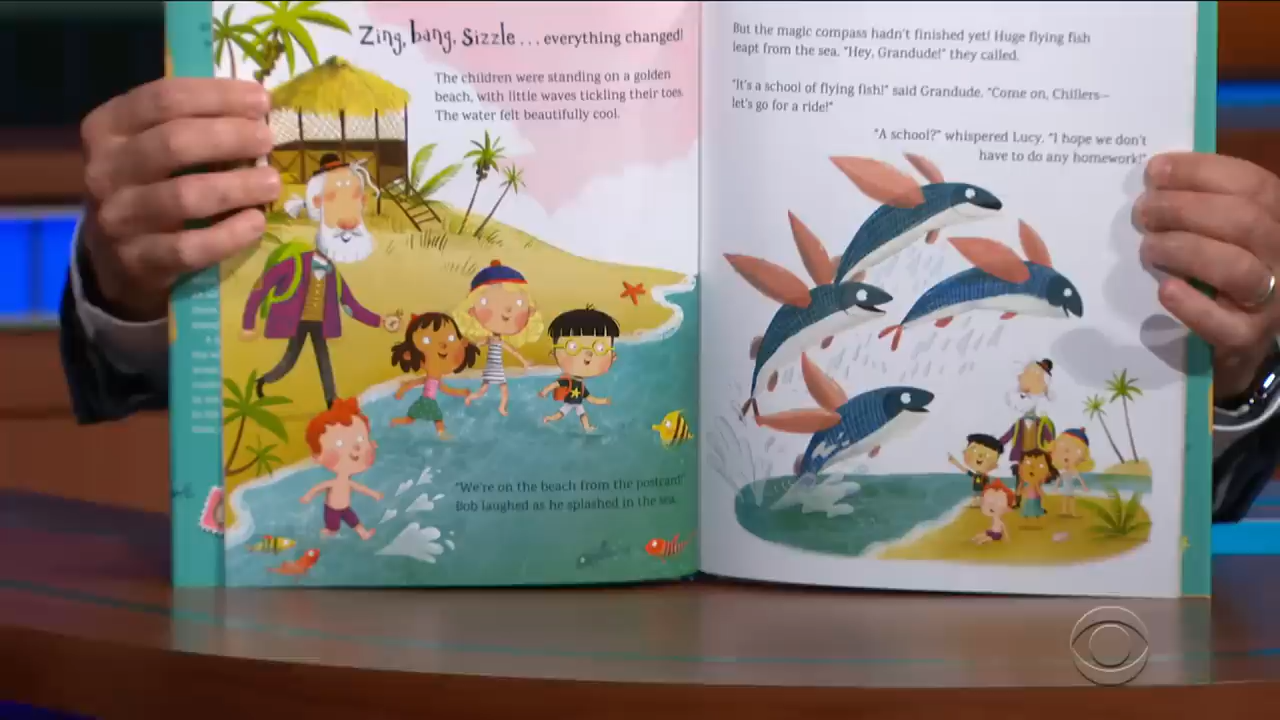 Zing, bang, Sizzle... everything changed!
The children were standing on a golden
beach, with little waves tickling their toes.
The water felt beautifully cool.
"We're on the beach from the postcard!"
Bob laughed as he splashed in the sea.
But the magic compass hadn't finished yet! Huge flying fish
leapt from the sea. "Hey, Grandude!" they called.
"It's a school of flying fish!" said Grandude. "Come on, Chillers—
let's go for a ride!"
"A school?" whispered Lucy. "I hope we don't
have to do any homework!"